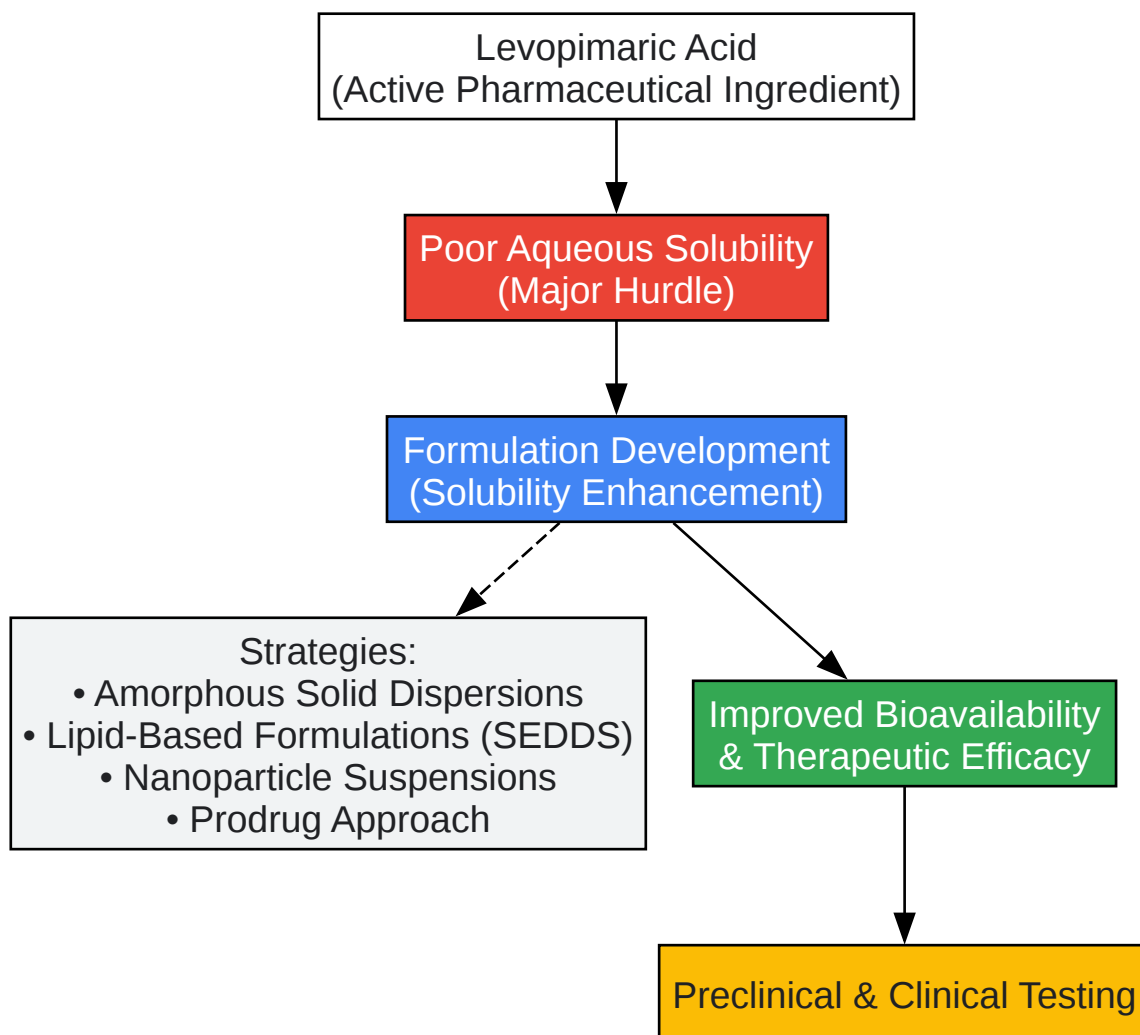 Levopimaric Acid
(Active Pharmaceutical Ingredient)
Poor Aqueous Solubility
(Major Hurdle)
Formulation Development
(Solubility Enhancement)
Strategies:
• Amorphous Solid Dispersions
• Lipid-Based Formulations (SEDDS)
• Nanoparticle Suspensions
• Prodrug Approach
Improved Bioavailability
& Therapeutic Efficacy
Preclinical & Clinical Testing